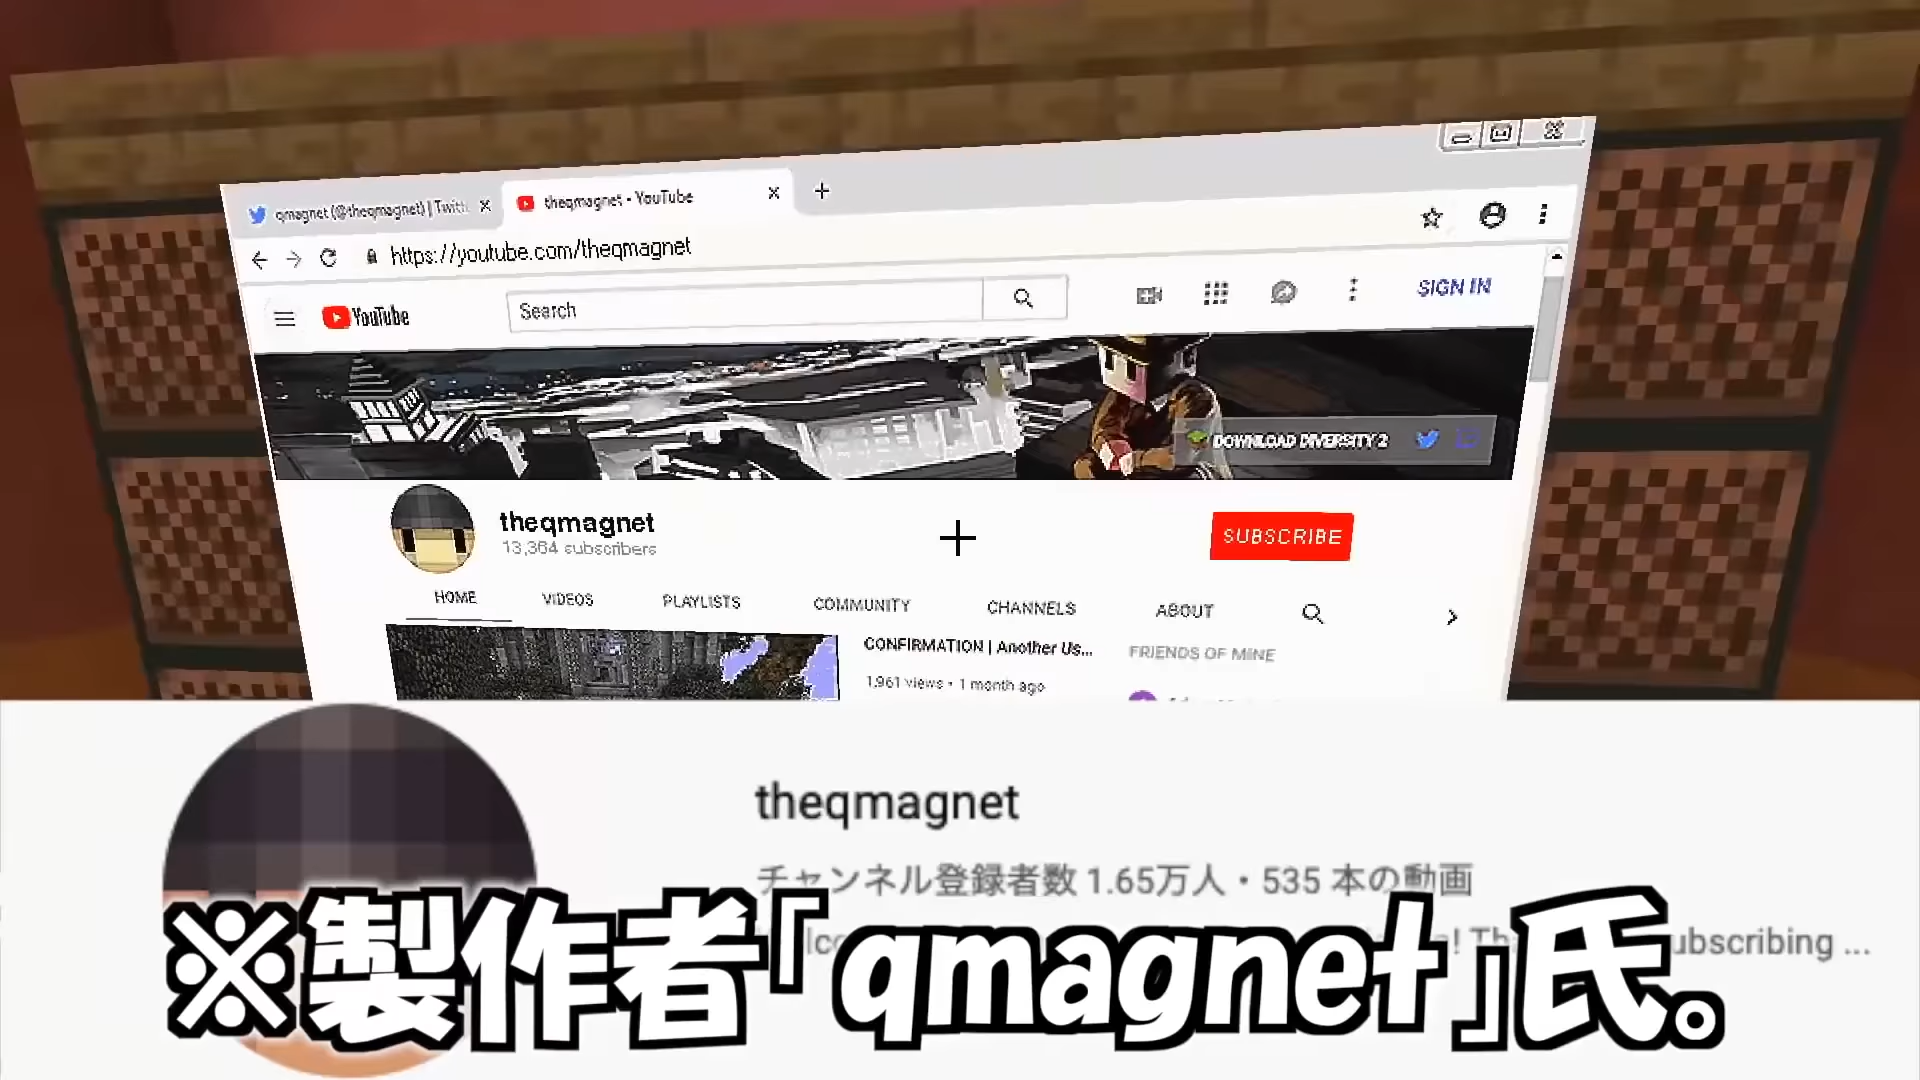 qmagnet (@theqmagnet) | Twitt
theqmagnet - YouTube
https://youtube.com/theqmagnet
YouTube
Search
SIGN IN
DOWNLOAD DIVERSITY 2
theqmagnet
13,364 subscribers
SUBSCRIBE
HOME VIDEOS PLAYLISTS COMMUNITY CHANNELS ABOUT
CONFIRMATION | Another Us...
1,961 views • 1 month ago
FRIENDS OF MINE
theqmagnet
チャンネル登録者数 1.65万人・535 本の動画
ubscribing ...
※製作者「qmagnet」氏。